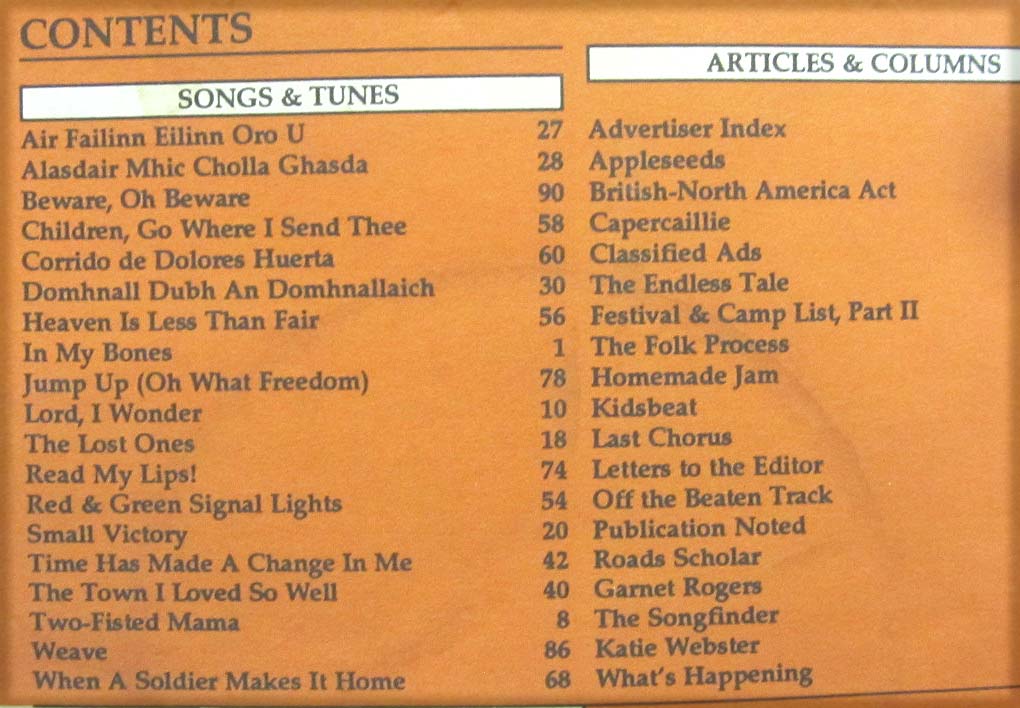 CONTENTS
SONGS & TUNES
Air Failinn Eilinn Oro U 27
Alasdair Mhic Cholla Ghasda 28
Beware, Oh Beware 90
Children, Go Where I Send Thee 58
Corrido de Dolores Huerta 60
Domhnall Dubh An Domhnallaich 30
Heaven Is Less Than Fair 56
In My Bones 1
Jump Up (Oh What Freedom) 78
Lord, I Wonder 10
The Lost Ones 18
Read My Lips! 74
Red & Green Signal Lights 54
Small Victory 20
Time Has Made A Change In Me 42
The Town I Loved So Well 40
Two-Fisted Mama 8
Weave 86
When A Soldier Makes It Home 68
ARTICLES & COLUMNS
Advertiser Index
Appleseeds
British-North America Act
Capercaillie
Classified Ads
The Endless Tale
Festival & Camp List, Part II
The Folk Process
Homemade Jam
Kidsbeat
Last Chorus
Letters to the Editor
Off the Beaten Track
Publication Noted
Roads Scholar
Garnet Rogers
The Songfinder
Katie Webster
What's Happening